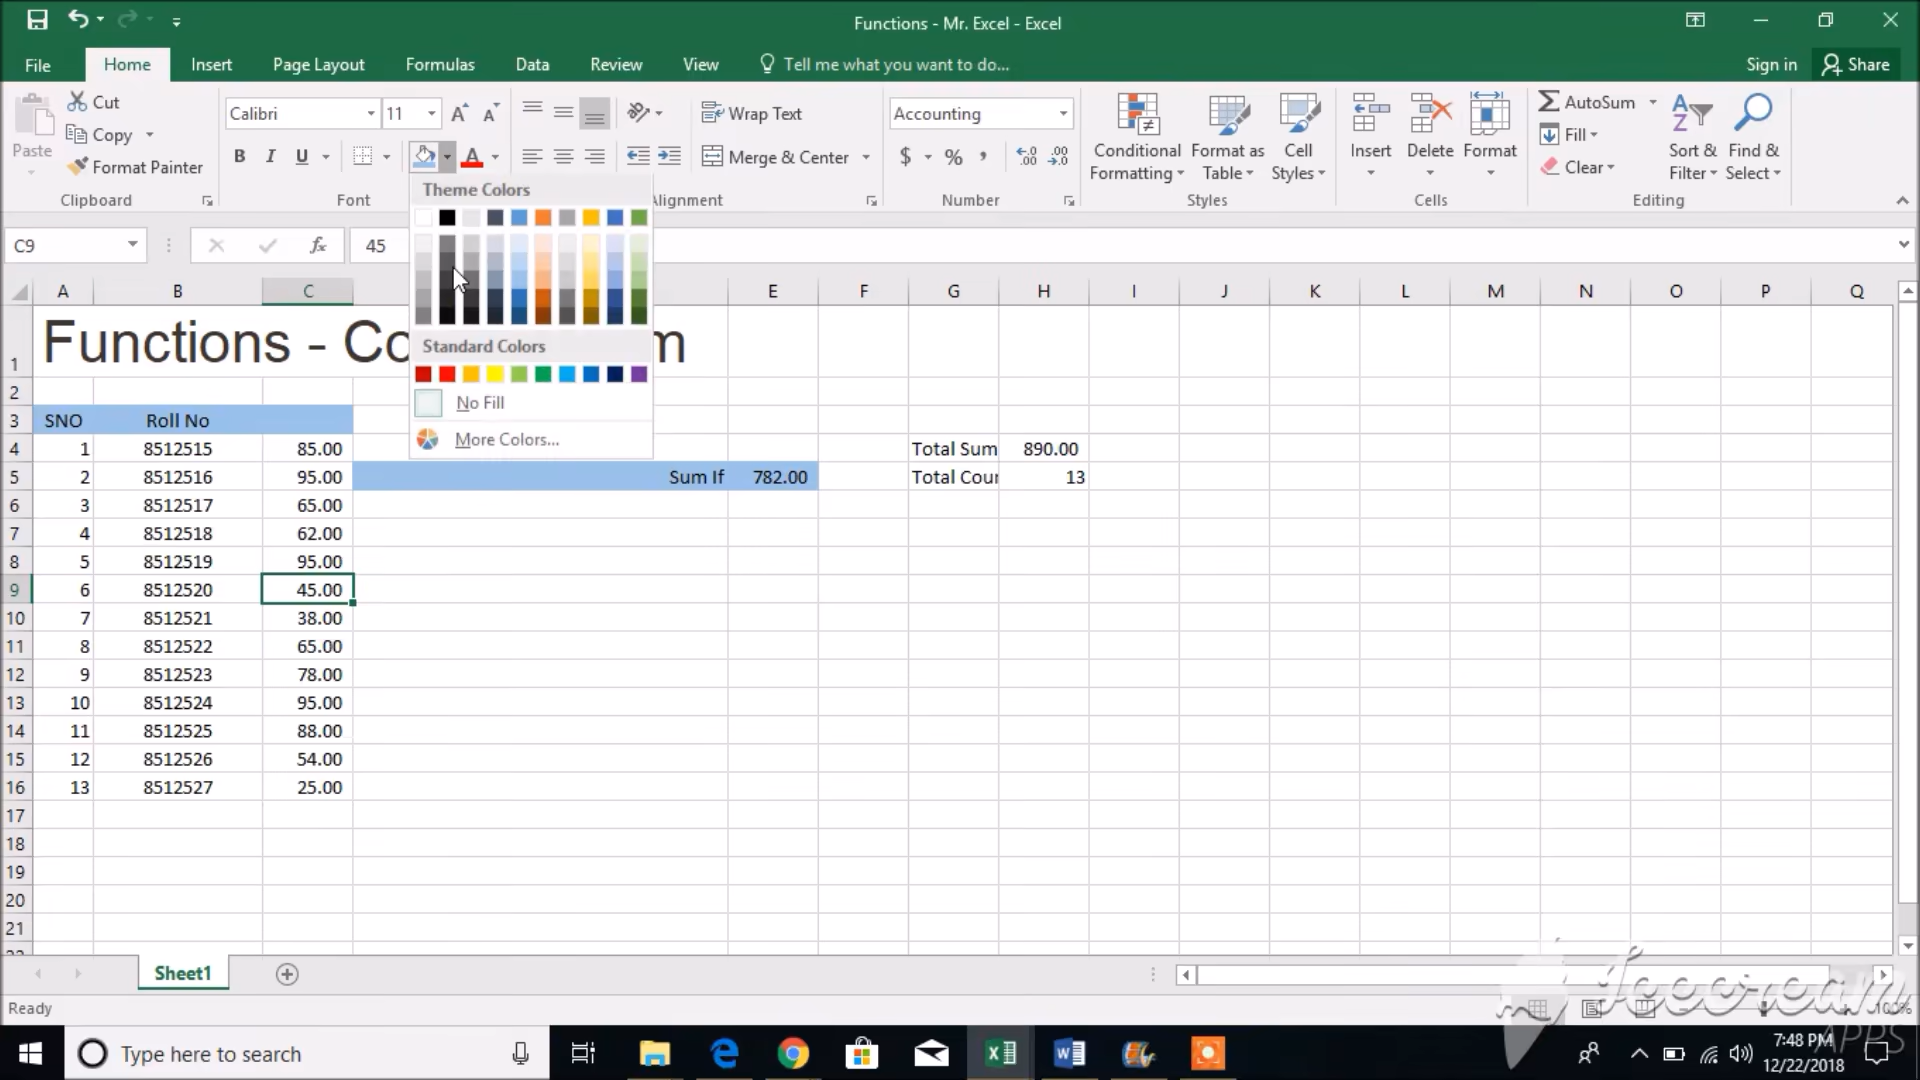 Functions - Mr. Excel - Excel
File Home Insert Page Layout Formulas Data Review View Tell me what you want to do... Sign in Share
Paste Cut Copy Format Painter Clipboard
Calibri 11 B I U Font
Wrap Text Merge & Center Alignment
Accounting $ % , Number
Conditional Formatting Format as Table Cell Styles Styles
Insert Delete Format Cells
AutoSum Fill Clear Sort & Filter Find & Select Editing
Theme Colors
Standard Colors
No Fill
More Colors...
C9 fx 45
A B C E F G H I J K L M N O P Q
1 Functions - Co m
2
3 SNO Roll No
4 1 8512515 85.00 Total Sum 890.00
5 2 8512516 95.00 Sum If 782.00 Total Cour 13
6 3 8512517 65.00
7 4 8512518 62.00
8 5 8512519 95.00
9 6 8512520 45.00
10 7 8512521 38.00
11 8 8512522 65.00
12 9 8512523 78.00
13 10 8512524 95.00
14 11 8512525 88.00
15 12 8512526 54.00
16 13 8512527 25.00
17
18
19
20
21
Sheet1
Ready 100%
Icecream
APPS
Type here to search
7:48 PM
12/22/2018